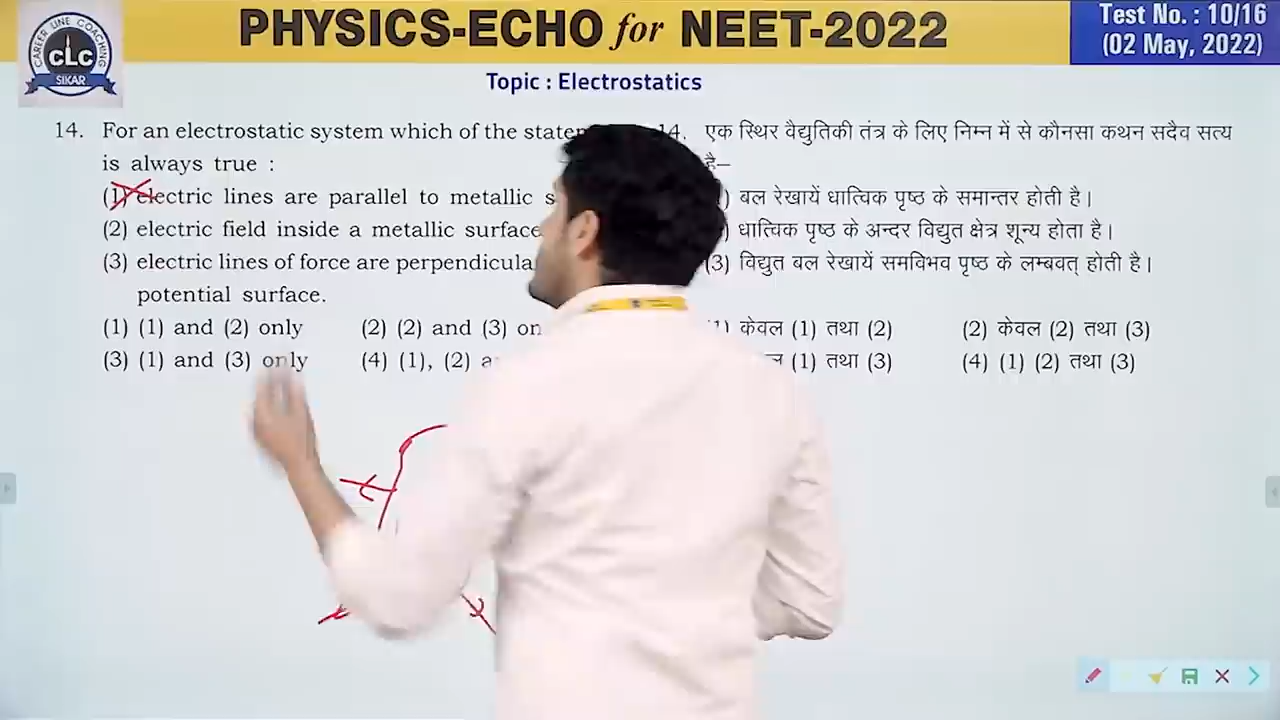 PHYSICS-ECHO for NEET-2022
Test No. : 10/16
(02 May, 2022)
CAREER LINE COACHING
CLC
SIKAR
Topic : Electrostatics
14. For an electrostatic system which of the
is always true :
(1) electric lines are parallel to metallic
(2) electric field inside a metallic surface
(3) electric lines of force are
potential surface.
(1) (1) and (2) only (2) (2) and (3)
(3) (1) and (3) only (4) (1), (2)
14. एक स्थिर वैद्युतिकी तंत्र के लिए निम्न में से कौनसा कथन सदैव सत्य
है–
बल रेखायें धात्विक पृष्ठ के समान्तर होती है।
धात्विक पृष्ठ के अन्दर विद्युत क्षेत्र शून्य होता है।
(3) विद्युत बल रेखायें समविभव पृष्ठ के लम्बवत् होती है।
केवल (1) तथा (2) (2) केवल (2) तथा (3)
(1) तथा (3) (4) (1) (2) तथा (3)